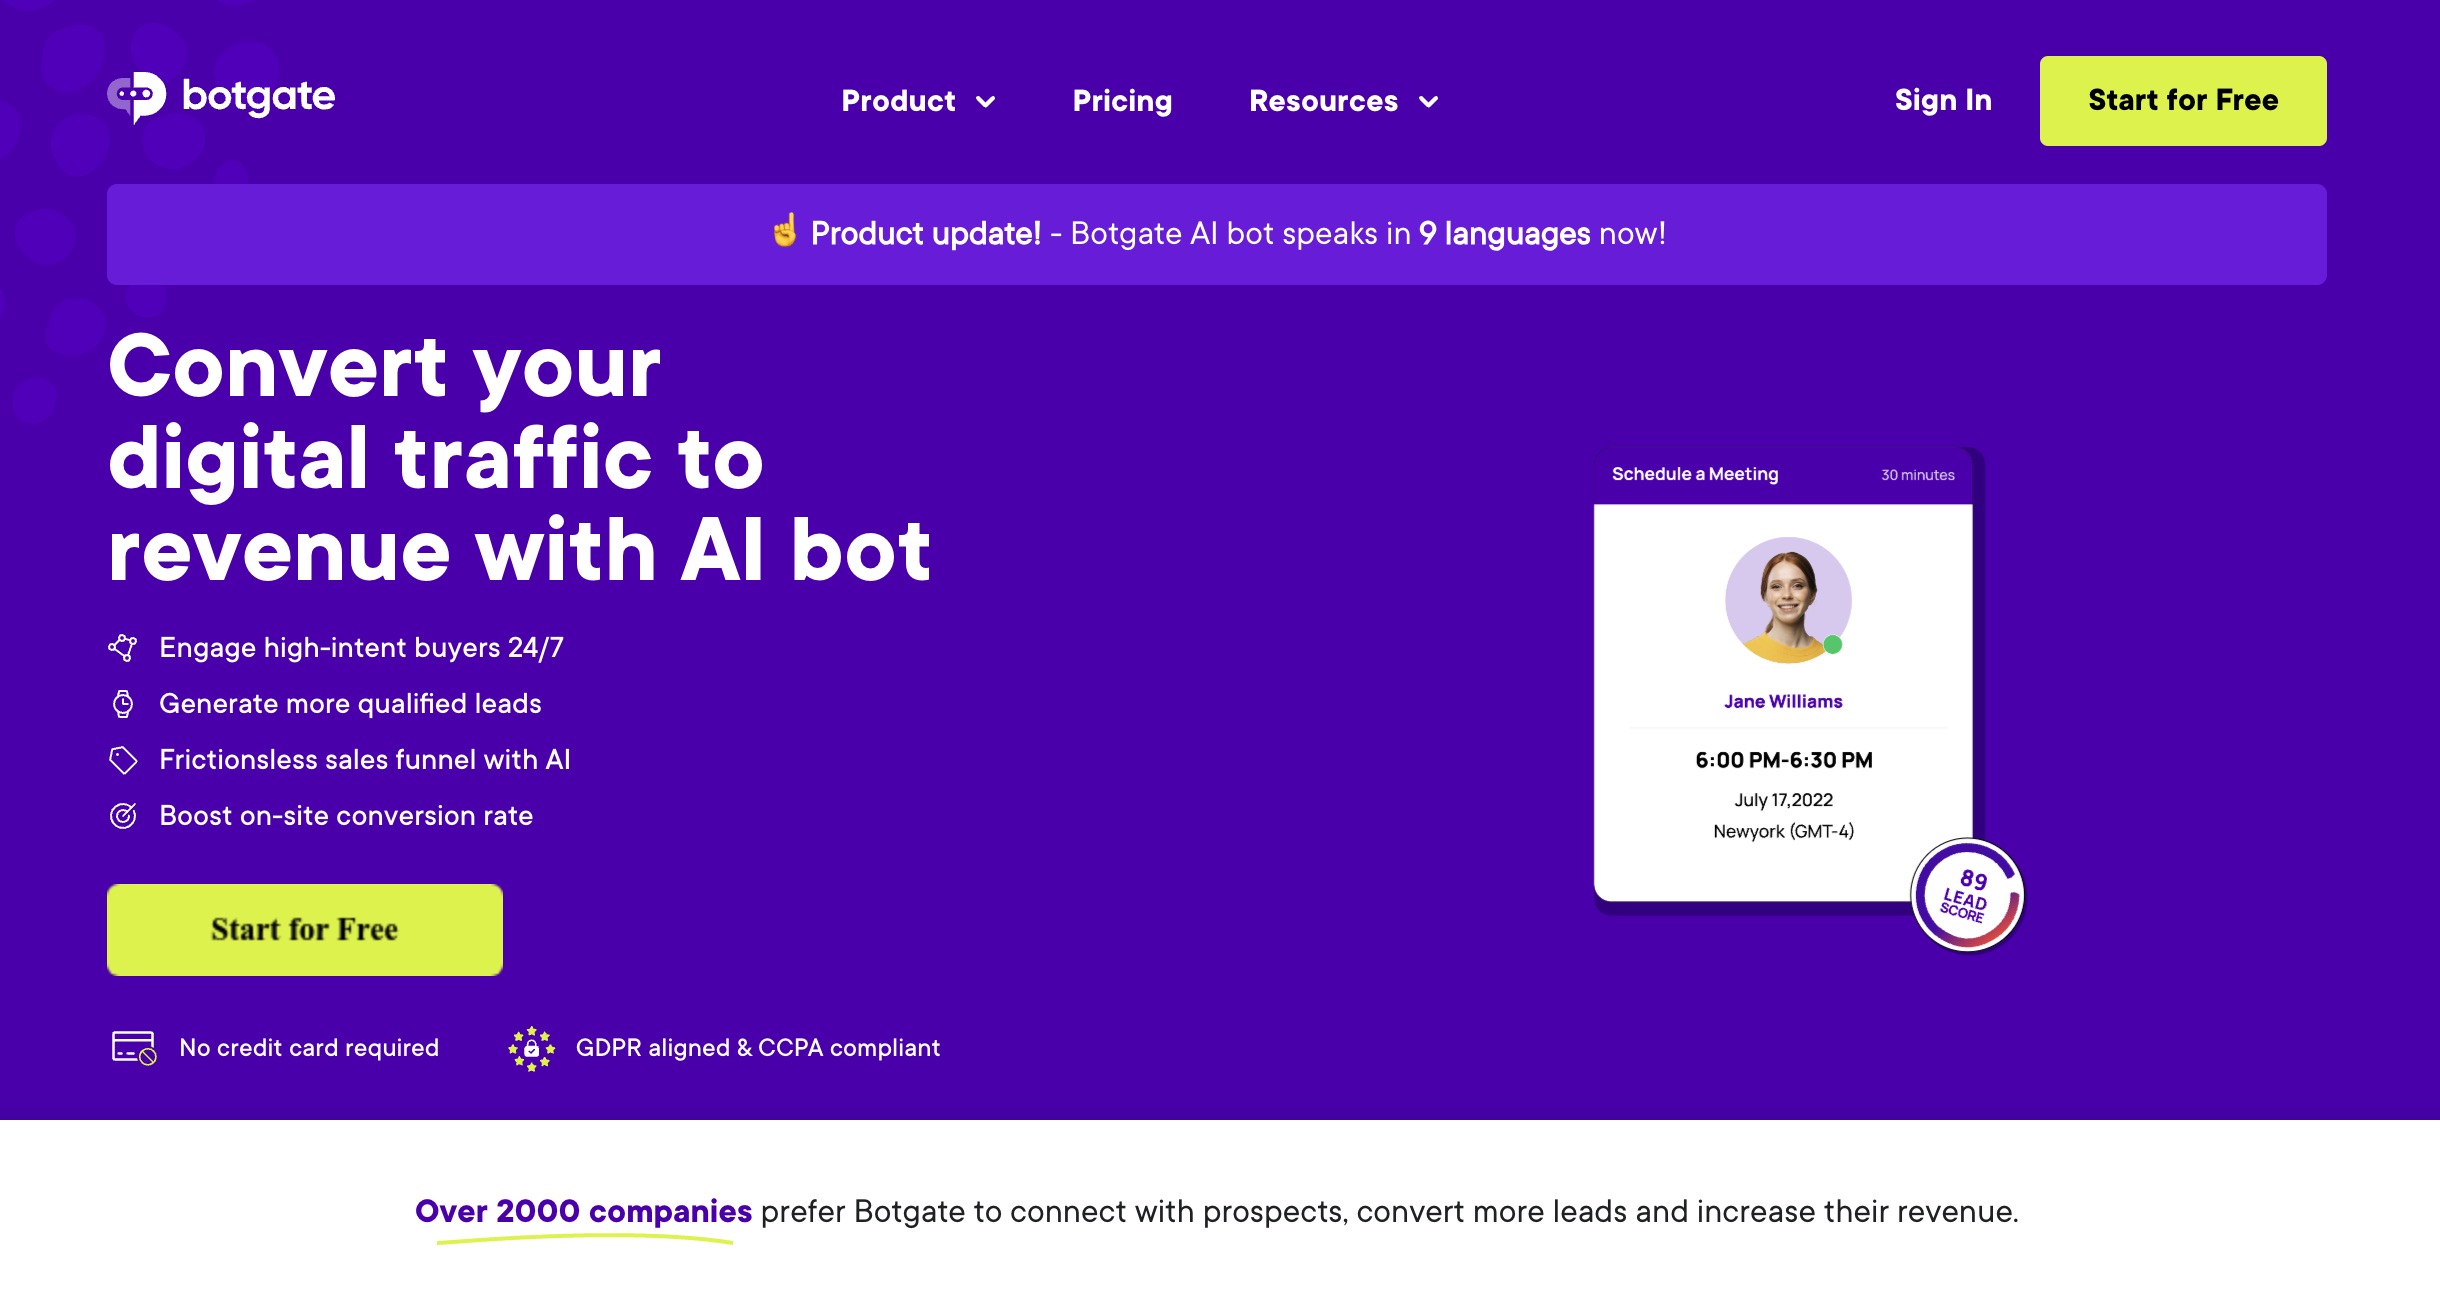 botgate
Product
Pricing
Resources
Sign In
Start for Free
☝️ Product update! - Botgate AI bot speaks in 9 languages now!
Convert your
digital traffic to
revenue with AI bot
Engage high-intent buyers 24/7
Generate more qualified leads
Frictionsless sales funnel with AI
Boost on-site conversion rate
Start for Free
No credit card required
GDPR aligned & CCPA compliant
Schedule a Meeting
30 minutes
Jane Williams
6:00 PM-6:30 PM
July 17,2022
Newyork (GMT-4)
89
LEAD
SCORE
Over 2000 companies prefer Botgate to connect with prospects, convert more leads and increase their revenue.